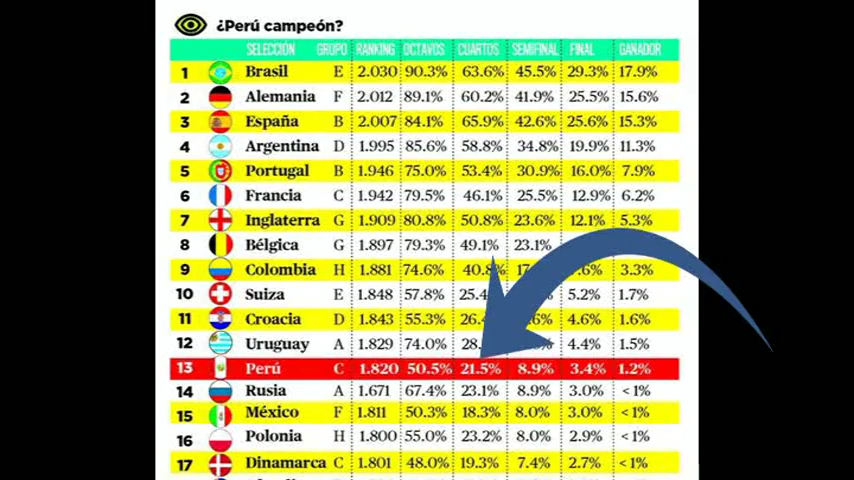 ¿Perú campeón?
SELECCIÓN GRUPO RANKING OCTAVOS CUARTOS SEMIFINAL FINAL GANADOR
1 Brasil E 2.030 90.3% 63.6% 45.5% 29.3% 17.9%
2 Alemania F 2.012 89.1% 60.2% 41.9% 25.5% 15.6%
3 España B 2.007 84.1% 65.9% 42.6% 25.6% 15.3%
4 Argentina D 1.995 85.6% 58.8% 34.8% 19.9% 11.3%
5 Portugal B 1.946 75.0% 53.4% 30.9% 16.0% 7.9%
6 Francia C 1.942 79.5% 46.1% 25.5% 12.9% 6.2%
7 Inglaterra G 1.909 80.8% 50.8% 23.6% 12.1% 5.3%
8 Bélgica G 1.897 79.3% 49.1% 23.1%
9 Colombia H 1.881 74.6% 40.8% 3.3%
10 Suiza E 1.848 57.8% 5.2% 1.7%
11 Croacia D 1.843 55.3% 4.6% 1.6%
12 Uruguay A 1.829 74.0% 4.4% 1.5%
13 Perú C 1.820 50.5% 21.5% 8.9% 3.4% 1.2%
14 Rusia A 1.671 67.4% 23.1% 8.9% 3.0% <1%
15 México F 1.811 50.3% 18.3% 8.0% 3.0% <1%
16 Polonia H 1.800 55.0% 23.2% 8.0% 2.9% <1%
17 Dinamarca C 1.801 48.0% 19.3% 7.4% 2.7% <1%